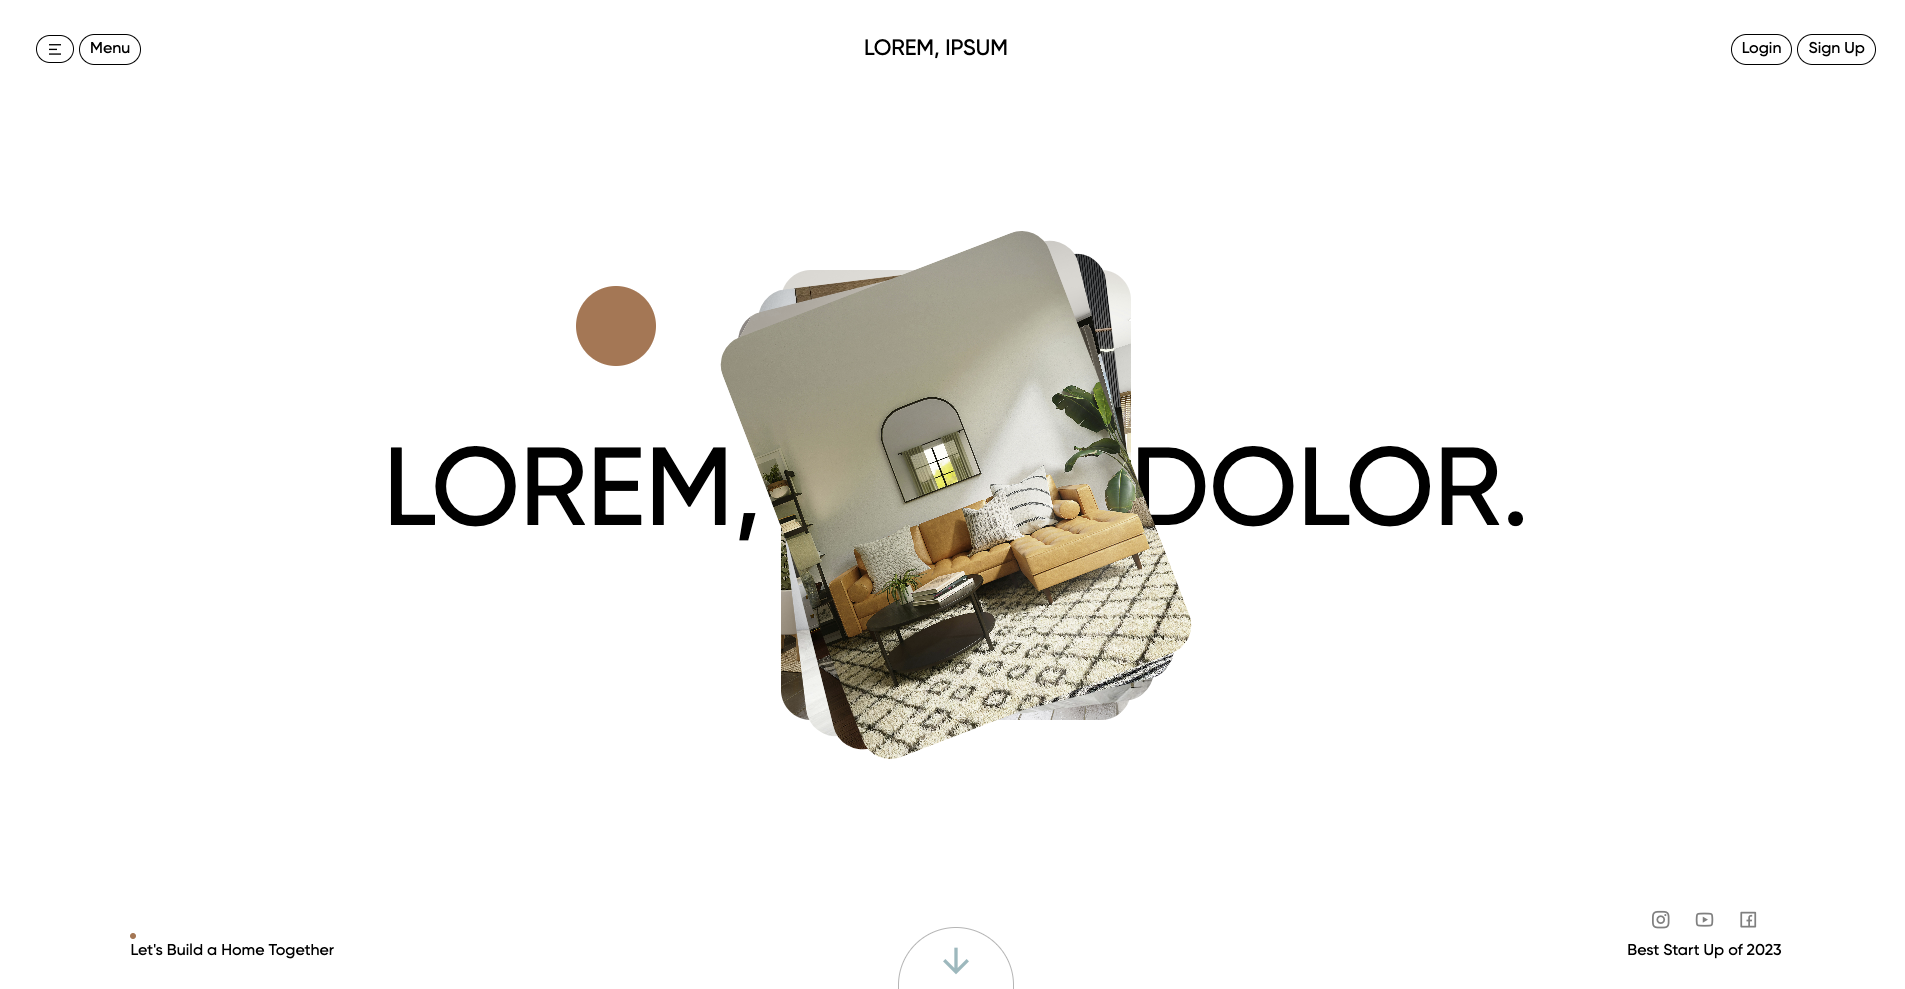 Menu
LOREM, IPSUM
Login
Sign Up
LOREM,
DOLOR.
Let's Build a Home Together
Best Start Up of 2023